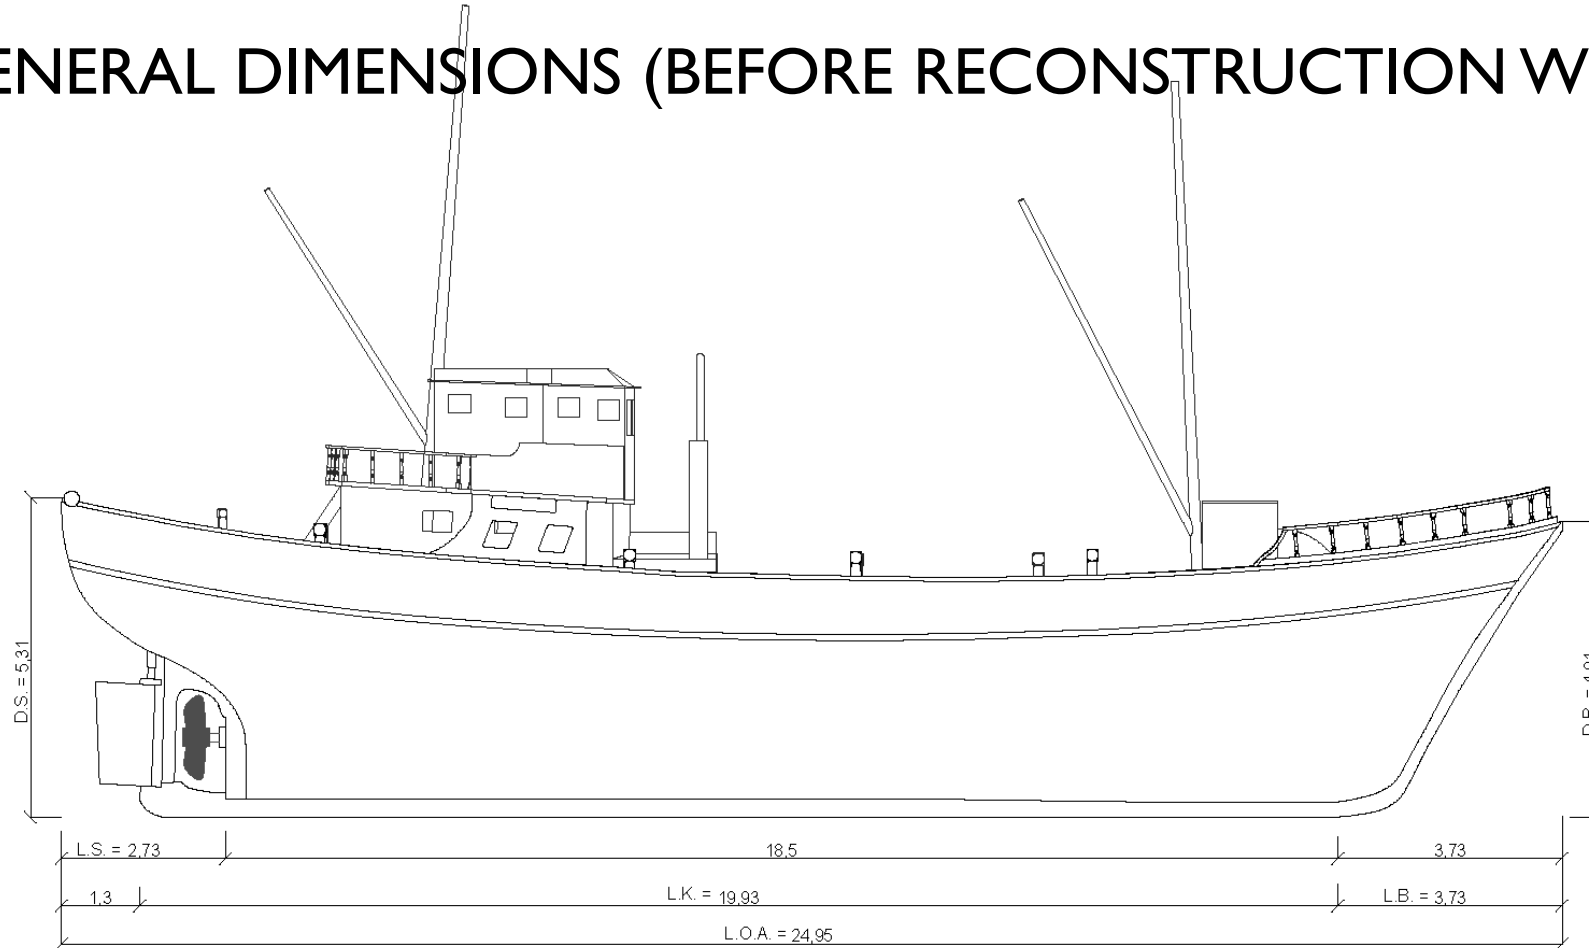 ENERAL DIMENSIONS (BEFORE RECONSTRUCTION W
D.S. = 5,31
L.S. = 2,73
18,5
3,73
1,3
L.K. = 19,93
L.B. = 3,73
L.O.A. = 24,95